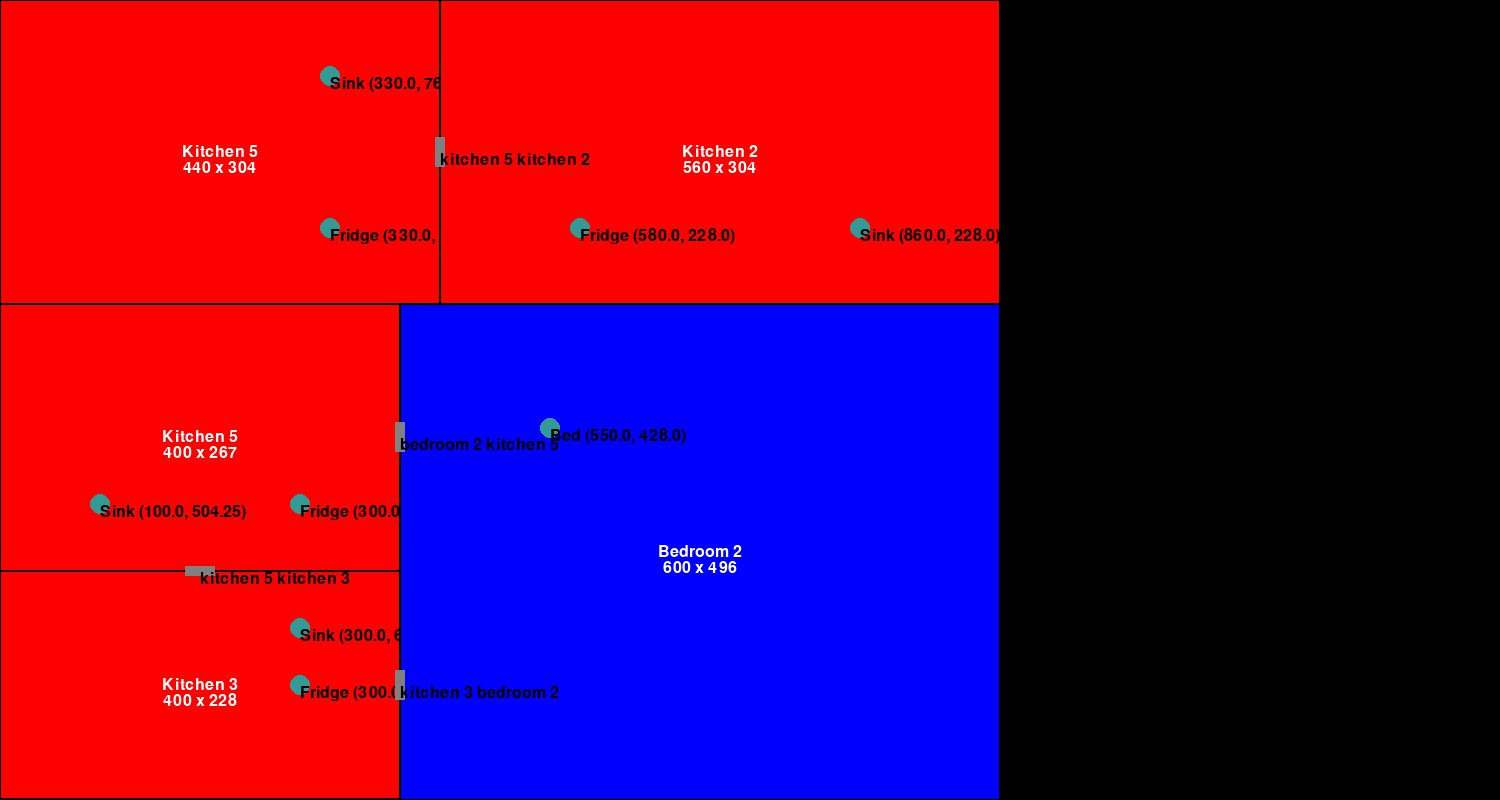 Sink (330.0, 76
Kitchen 5
440 x 304
kitchen 5 kitchen 2
Kitchen 2
560 x 304
Fridge (330.0,
Fridge (580.0, 228.0)
Sink (860.0, 228.0)
Kitchen 5
400 x 267
bedroom 2 kitchen 5
Bed (550.0, 428.0)
Sink (100.0, 504.25)
Fridge (300.0
Bedroom 2
600 x 496
kitchen 5 kitchen 3
Sink (300.0, 6
Kitchen 3
400 x 228
Fridge (300.0
kitchen 3 bedroom 2